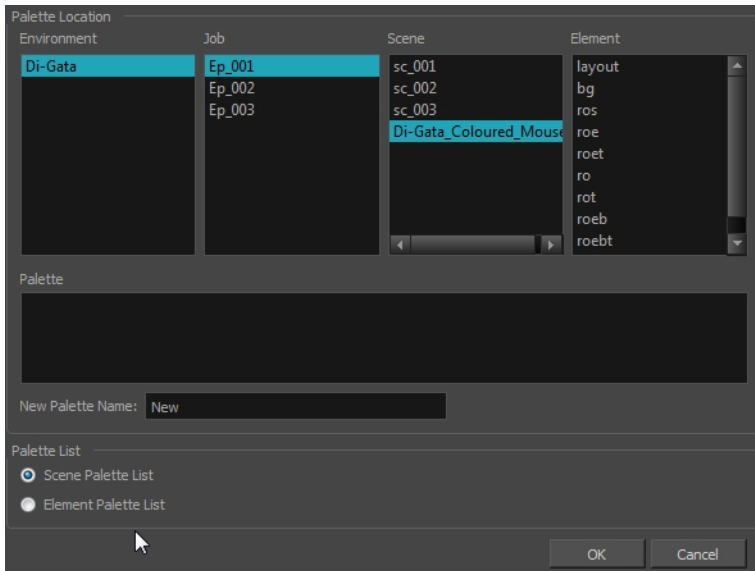 Palette Location
Environment Job Scene Element
Di-Gata Ep_001 sc_001 layout
Ep_002 sc_002 bg
Ep_003 sc_003 ros
Di-Gata_Coloured_Mouse roe
roet
ro
rot
roeb
roebt
Palette
New Palette Name: New
Palette List
Scene Palette List
Element Palette List
OK Cancel